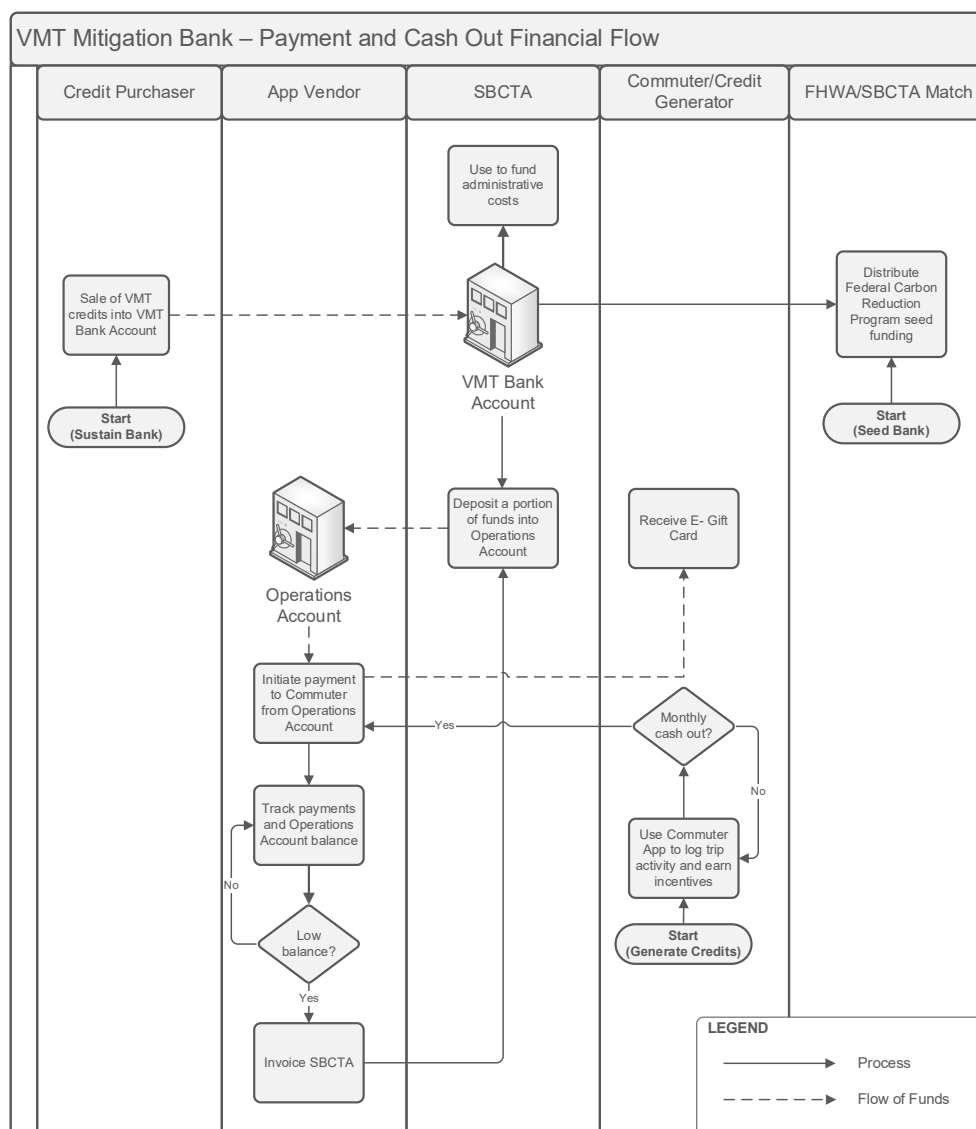 VMT Mitigation Bank – Payment and Cash Out Financial Flow
Credit Purchaser
App Vendor
SBCTA
Commuter/Credit
Generator
FHWA/SBCTA Match
Use to fund
administrative
costs
Sale of VMT
credits into VMT
Bank Account
Distribute
Federal Carbon
Reduction
Program seed
funding
VMT Bank
Account
Start
(Sustain Bank)
Start
(Seed Bank)
Deposit a portion
of funds into
Operations
Account
Receive E- Gift
Card
Operations
Account
Initiate payment
to Commuter
from Operations
Account
Yes
Monthly
cash out?
No
Track payments
and Operations
Account balance
Use Commuter
App to log trip
activity and earn
incentives
No
Low
balance?
Start
(Generate Credits)
Yes
Invoice SBCTA
LEGEND
Process
Flow of Funds